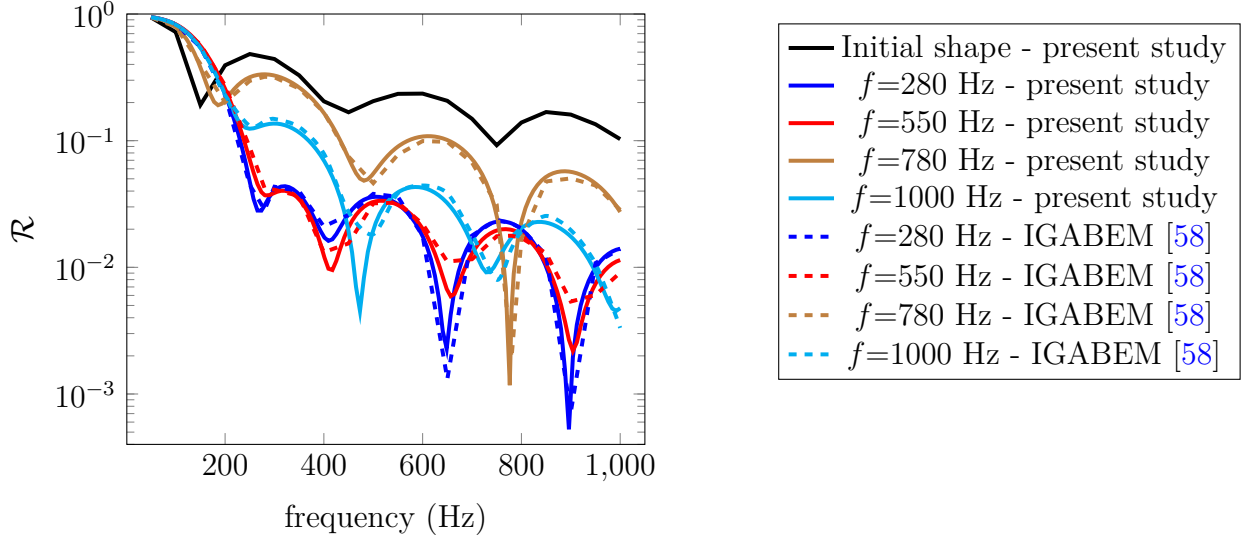 10^0
10^−1
10^−2
10^−3
ℛ
200
400
600
800
1,000
frequency (Hz)
Initial shape - present study
f=280 Hz - present study
f=550 Hz - present study
f=780 Hz - present study
f=1000 Hz - present study
f=280 Hz - IGABEM [58]
f=550 Hz - IGABEM [58]
f=780 Hz - IGABEM [58]
f=1000 Hz - IGABEM [58]